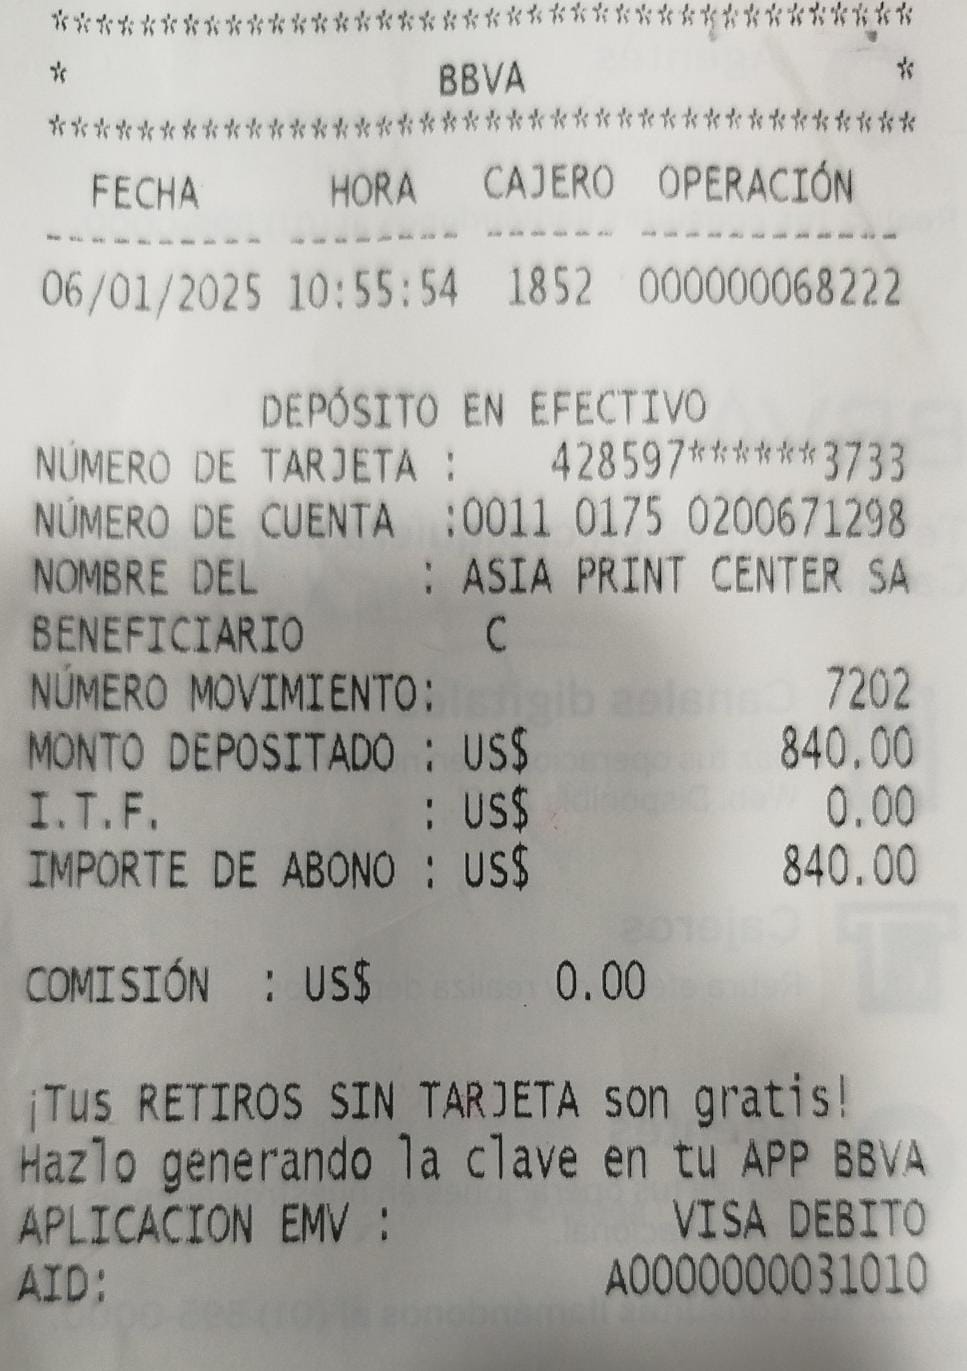 ****************************************
* BBVA *
****************************************
FECHA HORA CAJERO OPERACIÓN
---------- -------- ------ ------------
06/01/2025 10:55:54 1852 000000068222
DEPÓSITO EN EFECTIVO
NÚMERO DE TARJETA : 428597******3733
NÚMERO DE CUENTA :0011 0175 0200671298
NOMBRE DEL : ASIA PRINT CENTER SA
BENEFICIARIO C
NÚMERO MOVIMIENTO: 7202
MONTO DEPOSITADO : US$ 840.00
I.T.F. : US$ 0.00
IMPORTE DE ABONO : US$ 840.00
COMISIÓN : US$ 0.00
¡Tus RETIROS SIN TARJETA son gratis!
Hazlo generando la clave en tu APP BBVA
APLICACION EMV : VISA DEBITO
AID: A0000000031010